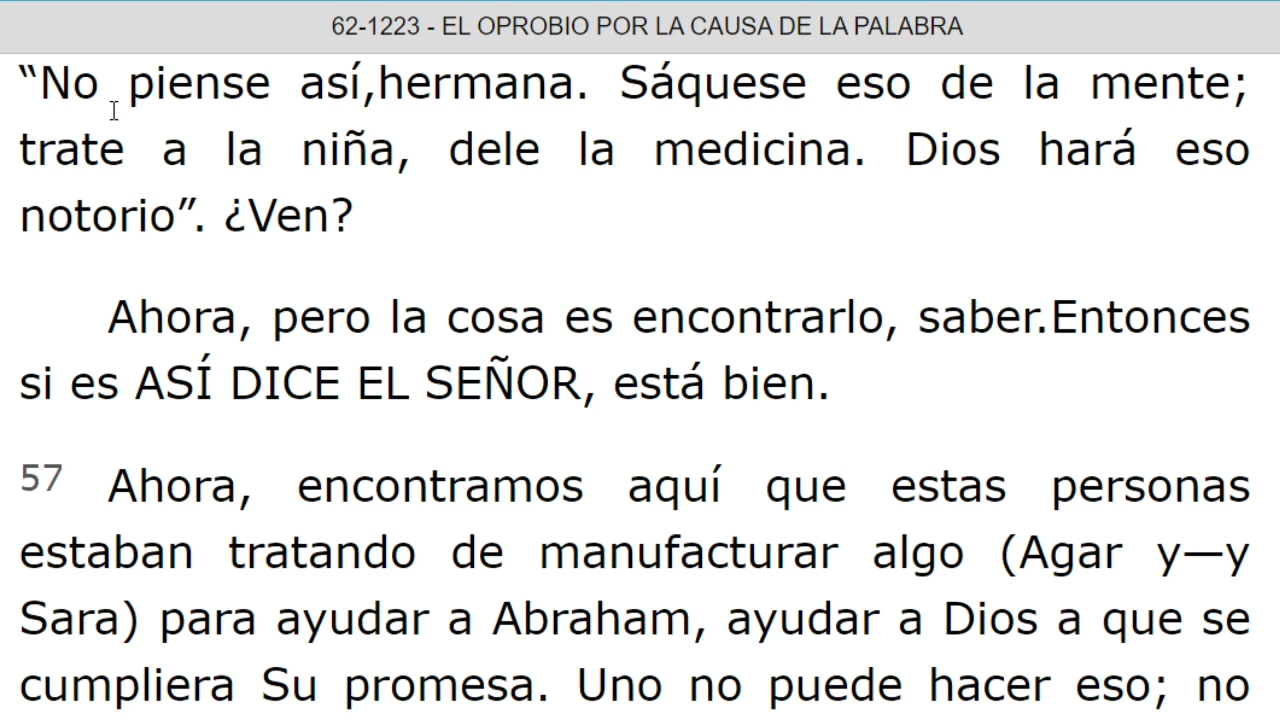 62-1223 - EL OPROBIO POR LA CAUSA DE LA PALABRA
“No piense así,hermana. Sáquese eso de la mente;
trate a la niña, dele la medicina. Dios hará eso
notorio”. ¿Ven?
Ahora, pero la cosa es encontrarlo, saber.Entonces
si es ASÍ DICE EL SEÑOR, está bien.
57 Ahora, encontramos aquí que estas personas
estaban tratando de manufacturar algo (Agar y—y
Sara) para ayudar a Abraham, ayudar a Dios a que se
cumpliera Su promesa. Uno no puede hacer eso; no